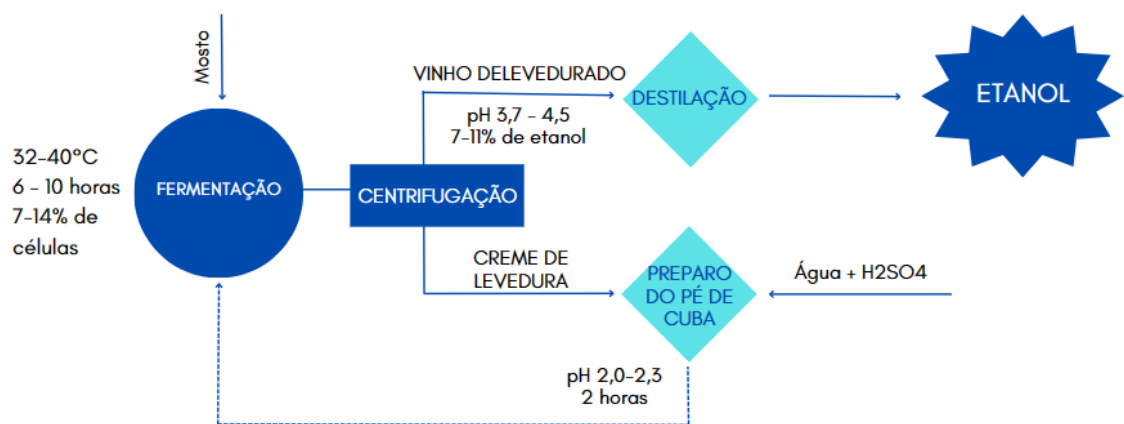 Mosto
32-40°C
6 - 10 horas
7-14% de
células
FERMENTAÇÃO
CENTRIFUGAÇÃO
VINHO DELEVEDURADO
pH 3,7 - 4,5
7-11% de etanol
DESTILAÇÃO
ETANOL
CREME DE
LEVEDURA
PREPARO
DO PÉ DE
CUBA
Água + H2SO4
pH 2,0-2,3
2 horas